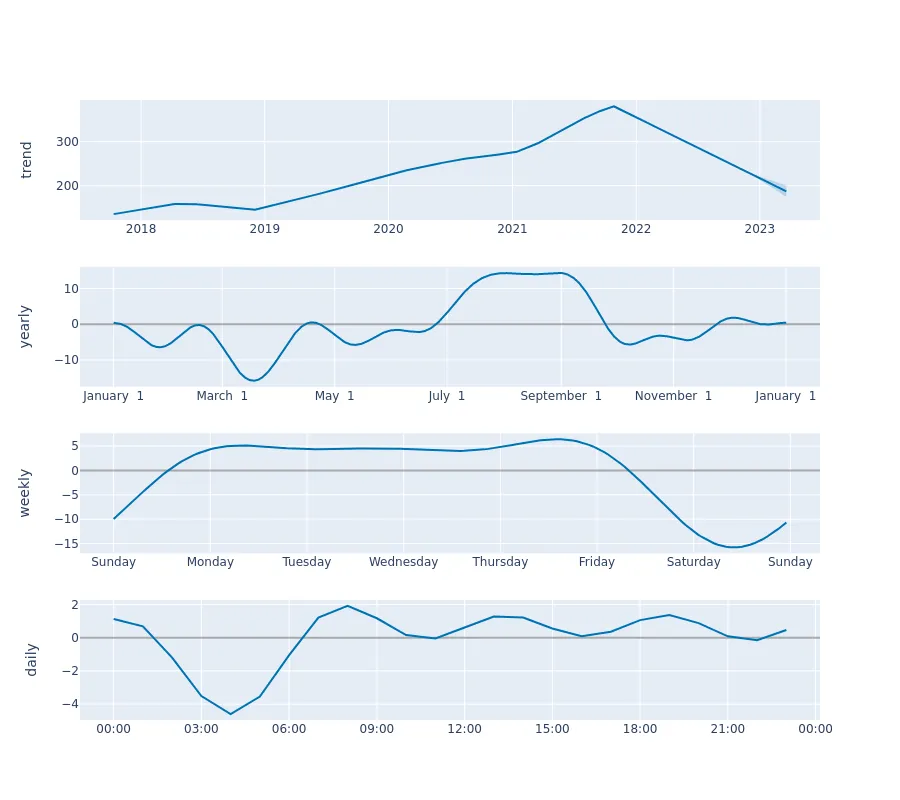 trend
300
200
2018 2019 2020 2021 2022 2023
yearly
10
0
−10
January 1 March 1 May 1 July 1 September 1 November 1 January 1
weekly
5
0
−5
−10
−15
Sunday Monday Tuesday Wednesday Thursday Friday Saturday Sunday
daily
2
0
−2
−4
00:00 03:00 06:00 09:00 12:00 15:00 18:00 21:00 00:00